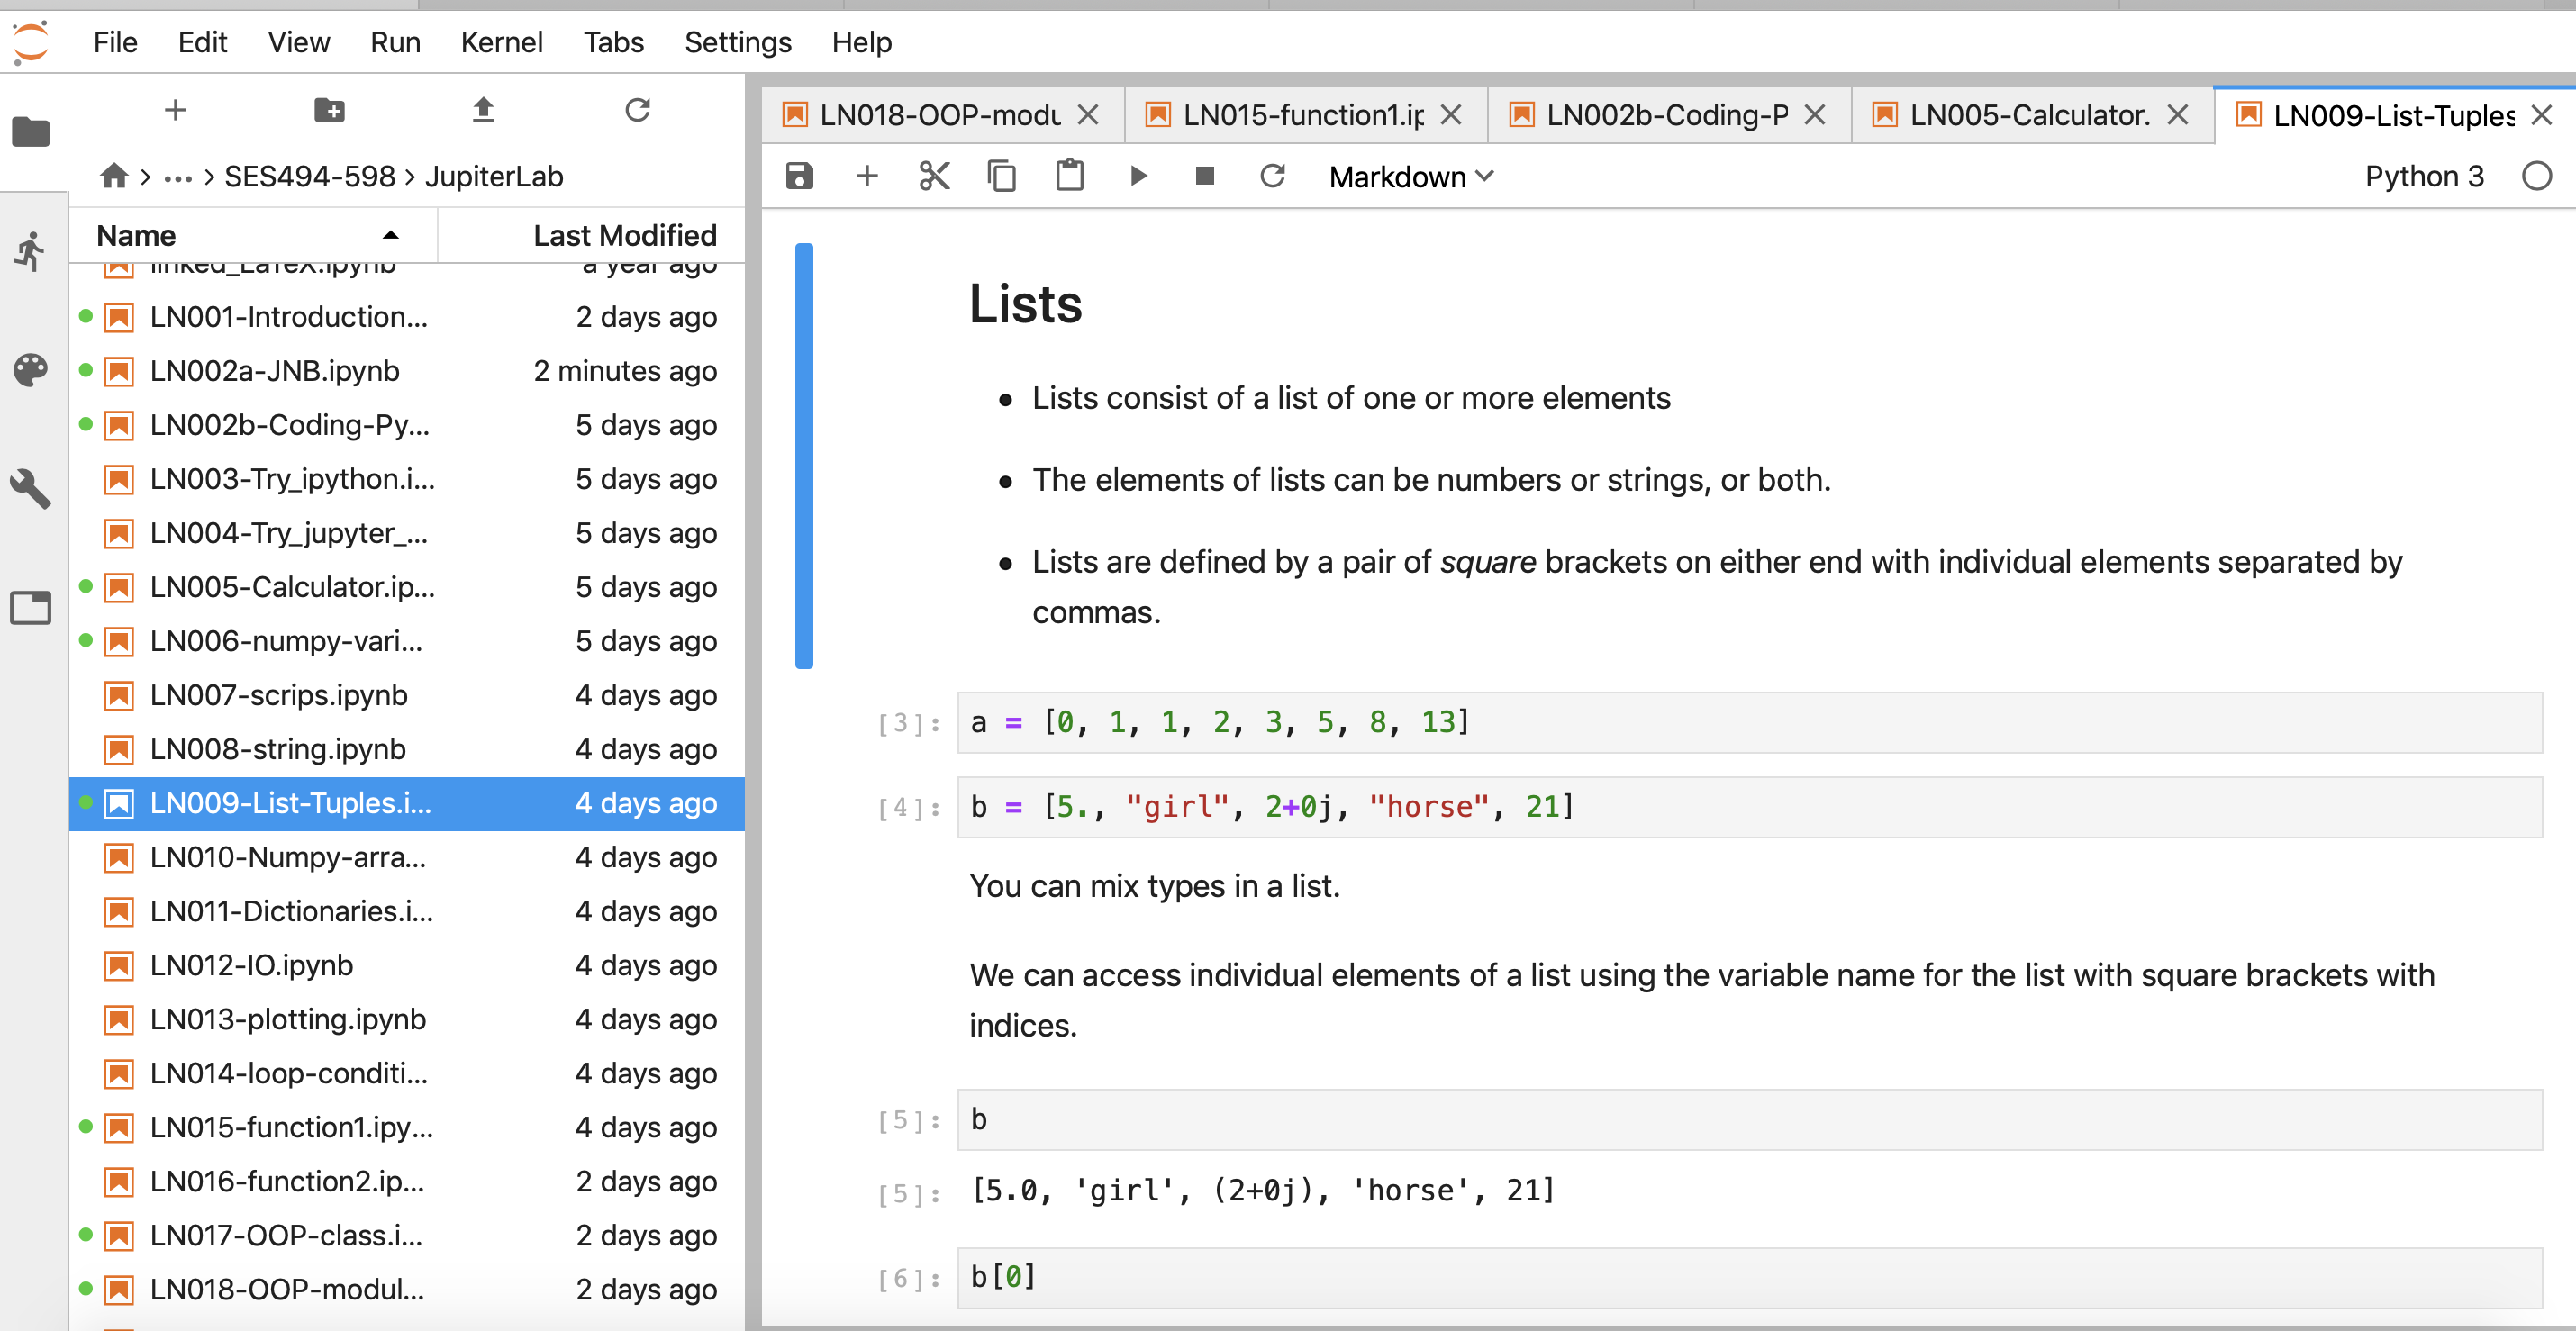 File Edit View Run Kernel Tabs Settings Help
SES494-598 > JupiterLab
Name Last Modified
linked_LaTeX.ipynb a year ago
LN001-Introduction... 2 days ago
LN002a-JNB.ipynb 2 minutes ago
LN002b-Coding-Py... 5 days ago
LN003-Try_ipython.i... 5 days ago
LN004-Try_jupyter_... 5 days ago
LN005-Calculator.ip... 5 days ago
LN006-numpy-vari... 5 days ago
LN007-scrips.ipynb 4 days ago
LN008-string.ipynb 4 days ago
LN009-List-Tuples.i... 4 days ago
LN010-Numpy-arra... 4 days ago
LN011-Dictionaries.i... 4 days ago
LN012-IO.ipynb 4 days ago
LN013-plotting.ipynb 4 days ago
LN014-loop-conditi... 4 days ago
LN015-function1.ipy... 4 days ago
LN016-function2.ip... 2 days ago
LN017-OOP-class.i... 2 days ago
LN018-OOP-modul... 2 days ago
LN018-OOP-modu LN015-function1.ip LN002b-Coding-P LN005-Calculator. LN009-List-Tuples
Markdown Python 3
Lists
• Lists consist of a list of one or more elements
• The elements of lists can be numbers or strings, or both.
• Lists are defined by a pair of square brackets on either end with individual elements separated by
commas.
[3]: a = [0, 1, 1, 2, 3, 5, 8, 13]
[4]: b = [5., "girl", 2+0j, "horse", 21]
You can mix types in a list.
We can access individual elements of a list using the variable name for the list with square brackets with
indices.
[5]: b
[5]: [5.0, 'girl', (2+0j), 'horse', 21]
[6]: b[0]